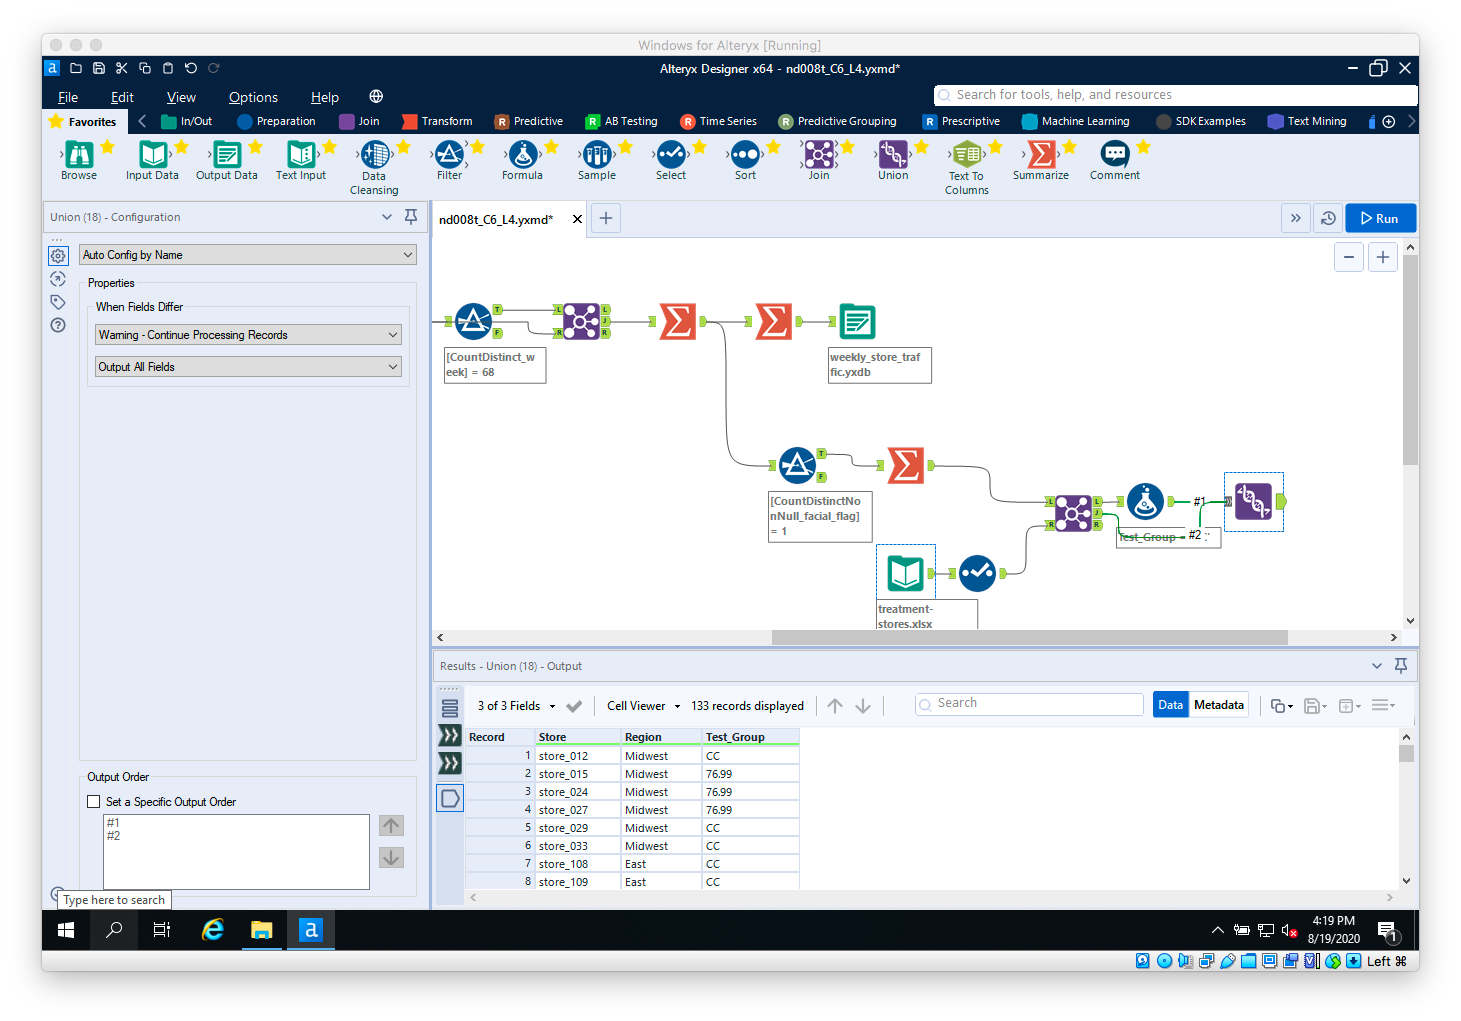 Windows for Alteryx [Running]
a
Alteryx Designer x64 - nd008t_C6_L4.yxmd*
File Edit View Options Help
Search for tools, help, and resources
Favorites In/Out Preparation Join Transform Predictive AB Testing Time Series Predictive Grouping Prescriptive Machine Learning SDK Examples Text Mining
Browse Input Data Output Data Text Input Data Cleansing Filter Formula Sample Select Sort Join Union Text To Columns Summarize Comment
Union (18) - Configuration
nd008t_C6_L4.yxmd*
Run
Auto Config by Name
Properties
When Fields Differ
Warning - Continue Processing Records
Output All Fields
[CountDistinct_w
eek] = 68
weekly_store_traf
fic.yxdb
[CountDistinctNo
nNull_facial_flag]
= 1
#1
Test_Group = #2
treatment-
stores.xlsx
Results - Union (18) - Output
3 of 3 Fields Cell Viewer 133 records displayed Search Data Metadata
Record Store Region Test_Group
1 store_012 Midwest CC
2 store_015 Midwest 76.99
3 store_024 Midwest 76.99
4 store_027 Midwest 76.99
5 store_029 Midwest CC
6 store_033 Midwest CC
7 store_108 East CC
8 store_109 East CC
Output Order
Set a Specific Output Order
#1
#2
Type here to search
a
4:19 PM
8/19/2020
1
Left ⌘